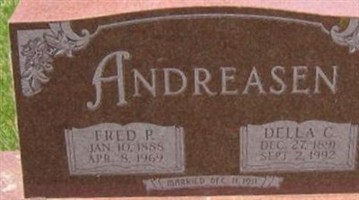 ANDREASEN
FRED P.
JAN. 10, 1888
APR. 8, 1969
DELLA C.
DEC. 27, 1891
SEPT. 2, 1992
MARRIED DEC. 11, 1911